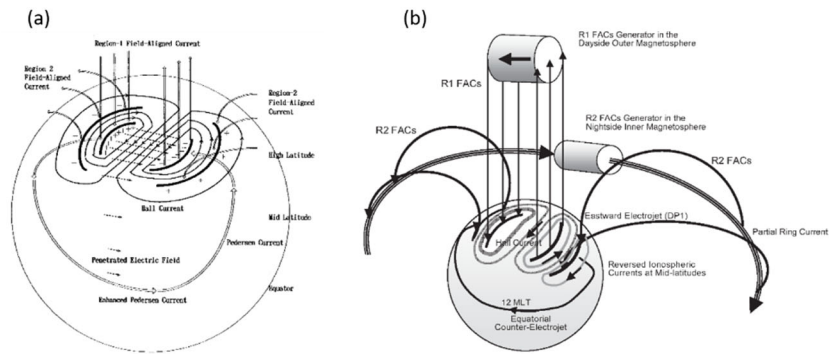 (a)
Region-1 Field-Aligned Current
Region 2
Field-Aligned
Current
Region-2
Field-Aligned
Current
High Latitude
Hall Current
Mid Latitude
Pedersen Current
Penetrated Electric Field
Enhanced Pedersen Current
Equator
(b)
R1 FACs Generator in the
Dayside Outer Magnetosphere
R1 FACs
R2 FACs Generator in the
Nightside Inner Magnetosphere
R2 FACs
R2 FACs
Eastward Electrojet (DP1)
Partial Ring Current
Hall Current
Reversed Ionospheric
Currents at Mid-latitudes
12 MLT
Equatorial
Counter-Electrojet